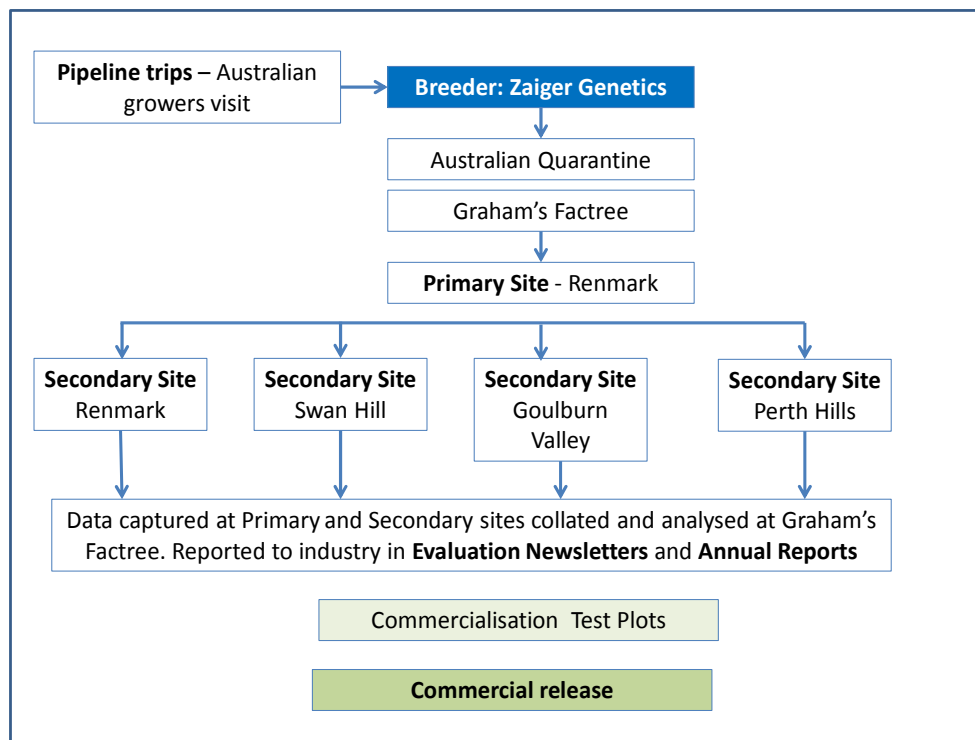 Pipeline trips – Australian
growers visit
Breeder: Zaiger Genetics
Australian Quarantine
Graham’s Factree
Primary Site - Renmark
Secondary Site
Renmark
Secondary Site
Swan Hill
Secondary Site
Goulburn
Valley
Secondary Site
Perth Hills
Data captured at Primary and Secondary sites collated and analysed at Graham’s
Factree. Reported to industry in Evaluation Newsletters and Annual Reports
Commercialisation Test Plots
Commercial release